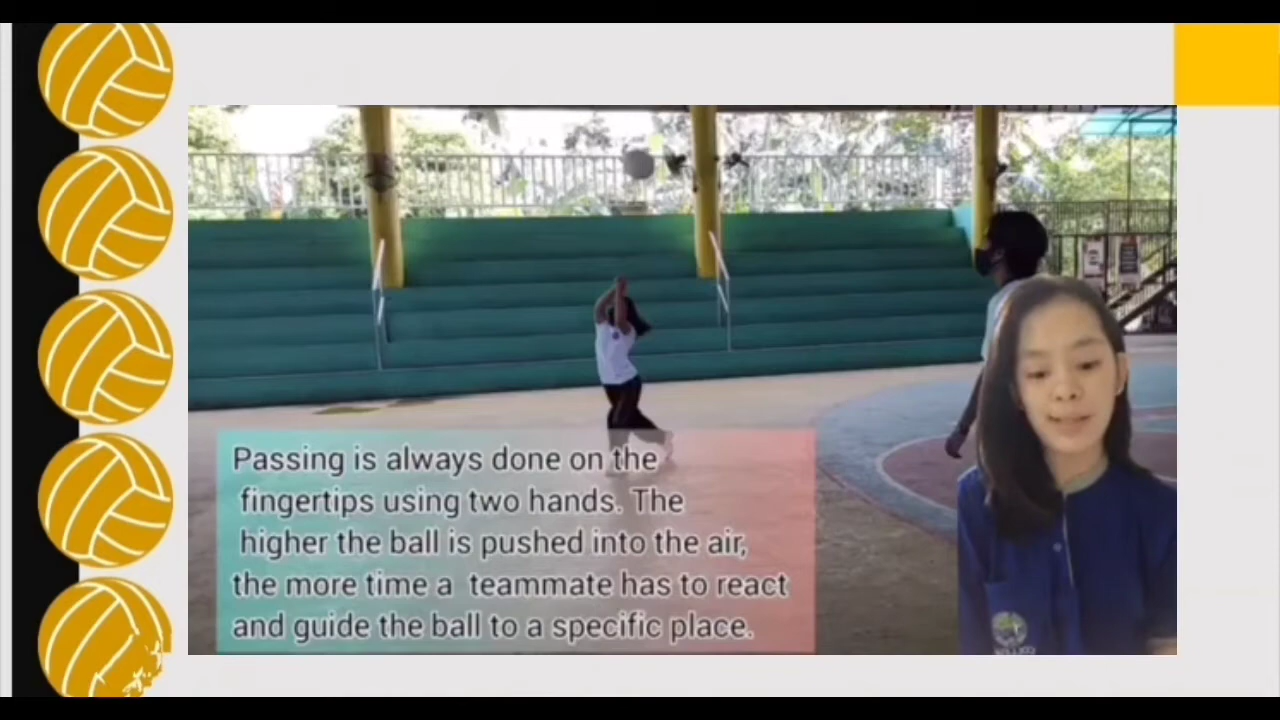 Passing is always done on the
fingertips using two hands. The
higher the ball is pushed into the air,
the more time a teammate has to react
and guide the ball to a specific place.